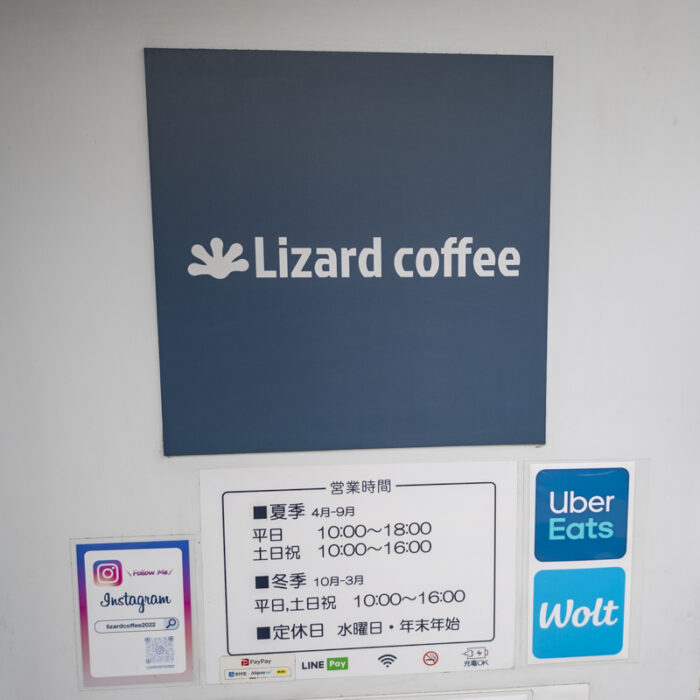 Lizard coffee
営業時間
■夏季 4月-9月
平日 10:00〜18:00
土日祝 10:00〜16:00
■冬季 10月-3月
平日,土日祝 10:00〜16:00
■定休日 水曜日・年末年始
PayPay
LINE Pay
充電OK
\Follow Me/
Instagram
lizardcoffee2022
Uber
Eats
Wolt